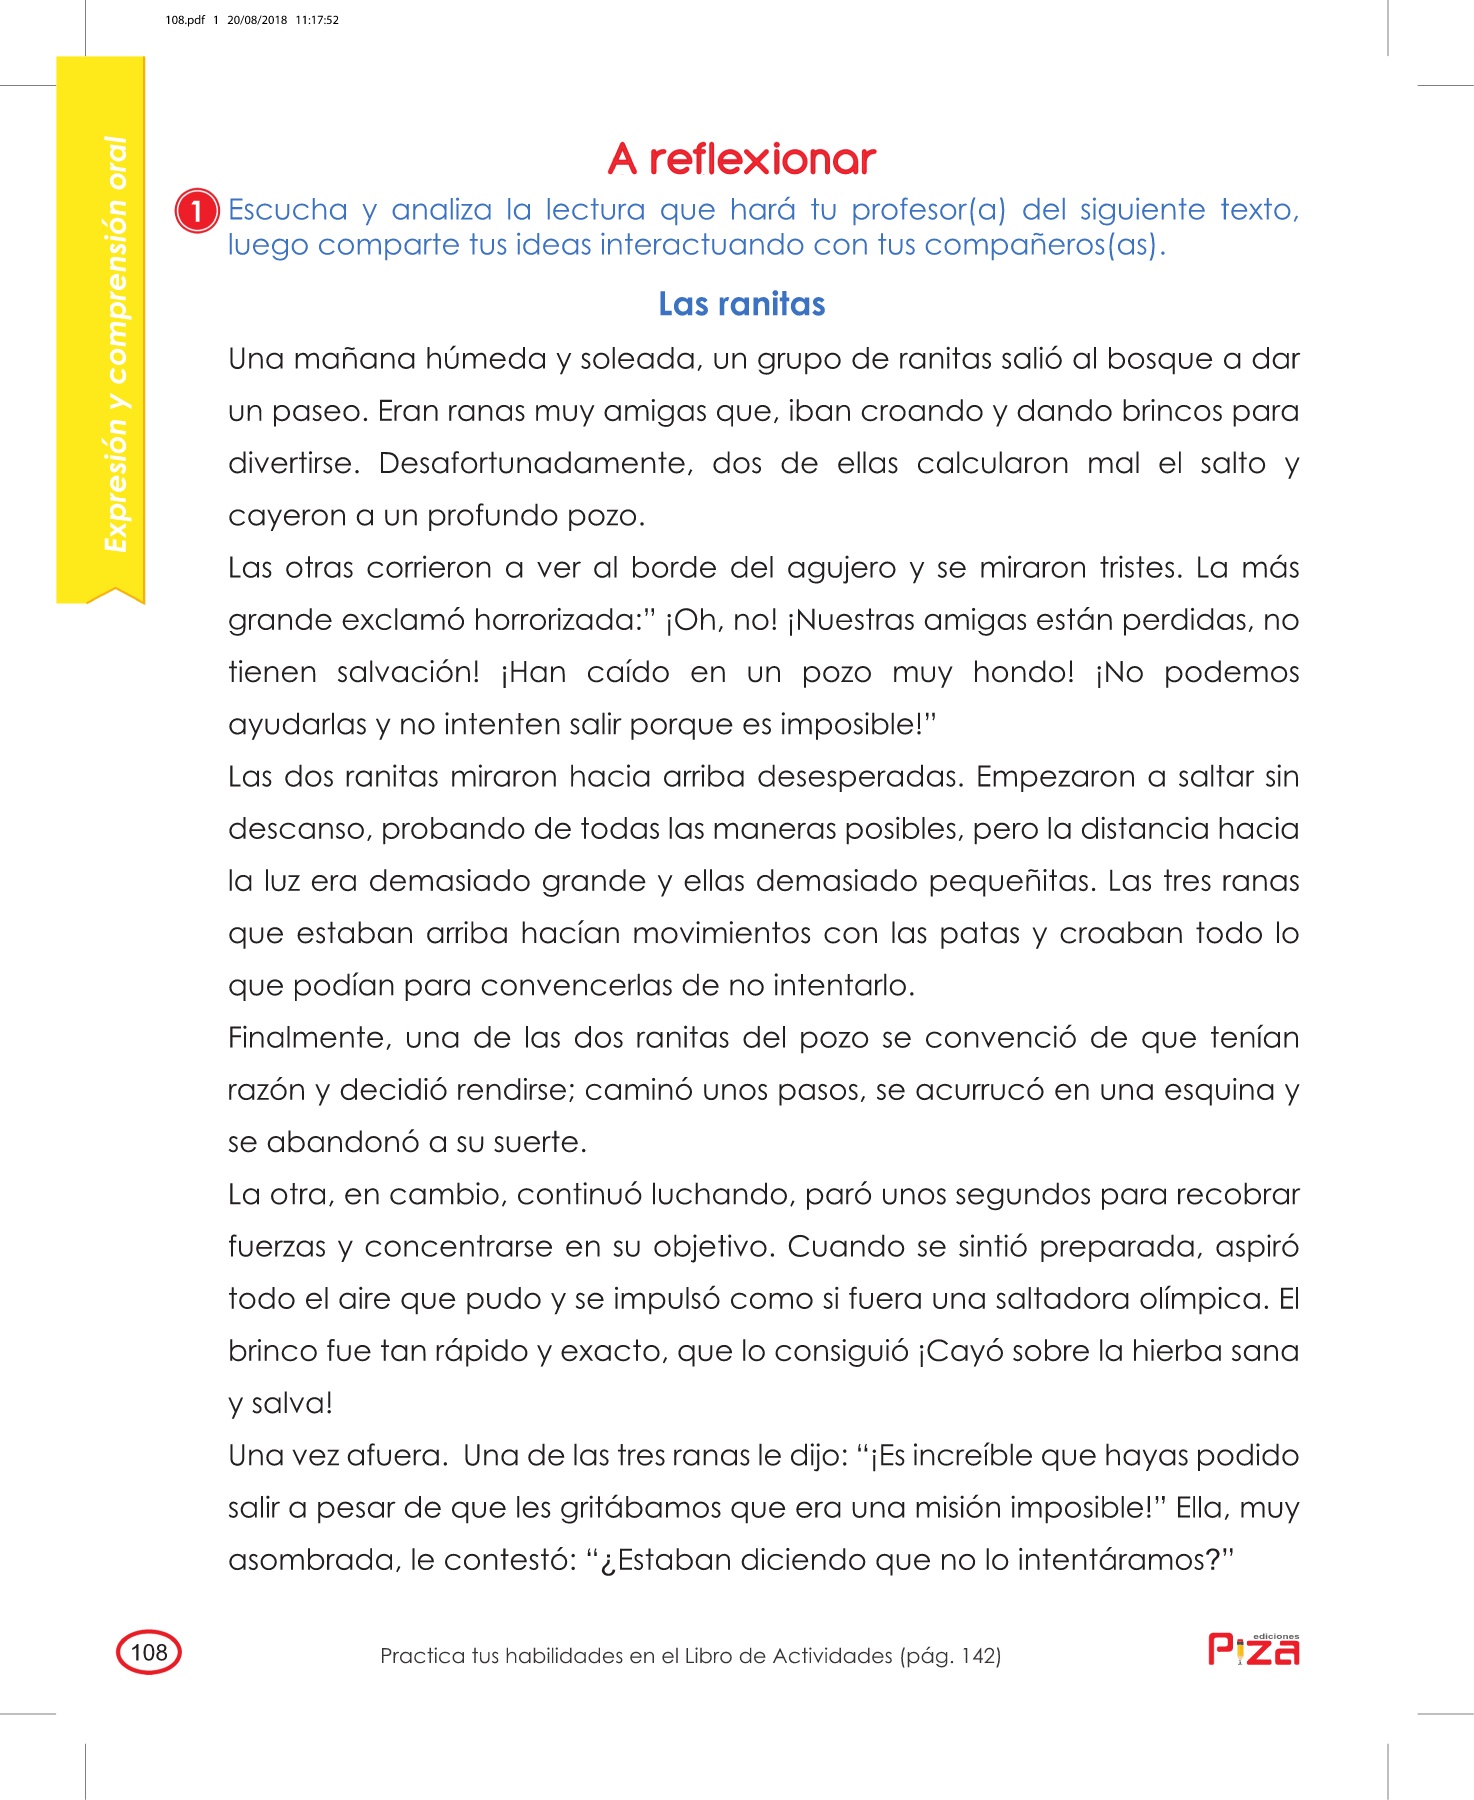 108.pdf 1 20/08/2018 11:17:52
Expresión y comprensión oral
A reflexionar
1 Escucha y analiza la lectura que hará tu profesor(a) del siguiente texto,
luego comparte tus ideas interactuando con tus compañeros(as).
Las ranitas
Una mañana húmeda y soleada, un grupo de ranitas salió al bosque a dar
un paseo. Eran ranas muy amigas que, iban croando y dando brincos para
divertirse. Desafortunadamente, dos de ellas calcularon mal el salto y
cayeron a un profundo pozo.
Las otras corrieron a ver al borde del agujero y se miraron tristes. La más
grande exclamó horrorizada:” ¡Oh, no! ¡Nuestras amigas están perdidas, no
tienen salvación! ¡Han caído en un pozo muy hondo! ¡No podemos
ayudarlas y no intenten salir porque es imposible!”
Las dos ranitas miraron hacia arriba desesperadas. Empezaron a saltar sin
descanso, probando de todas las maneras posibles, pero la distancia hacia
la luz era demasiado grande y ellas demasiado pequeñitas. Las tres ranas
que estaban arriba hacían movimientos con las patas y croaban todo lo
que podían para convencerlas de no intentarlo.
Finalmente, una de las dos ranitas del pozo se convenció de que tenían
razón y decidió rendirse; caminó unos pasos, se acurrucó en una esquina y
se abandonó a su suerte.
La otra, en cambio, continuó luchando, paró unos segundos para recobrar
fuerzas y concentrarse en su objetivo. Cuando se sintió preparada, aspiró
todo el aire que pudo y se impulsó como si fuera una saltadora olímpica. El
brinco fue tan rápido y exacto, que lo consiguió ¡Cayó sobre la hierba sana
y salva!
Una vez afuera.  Una de las tres ranas le dijo: “¡Es increíble que hayas podido
salir a pesar de que les gritábamos que era una misión imposible!” Ella, muy
asombrada, le contestó: “¿Estaban diciendo que no lo intentáramos?”
108
Practica tus habilidades en el Libro de Actividades (pág. 142)
ediciones
Piza